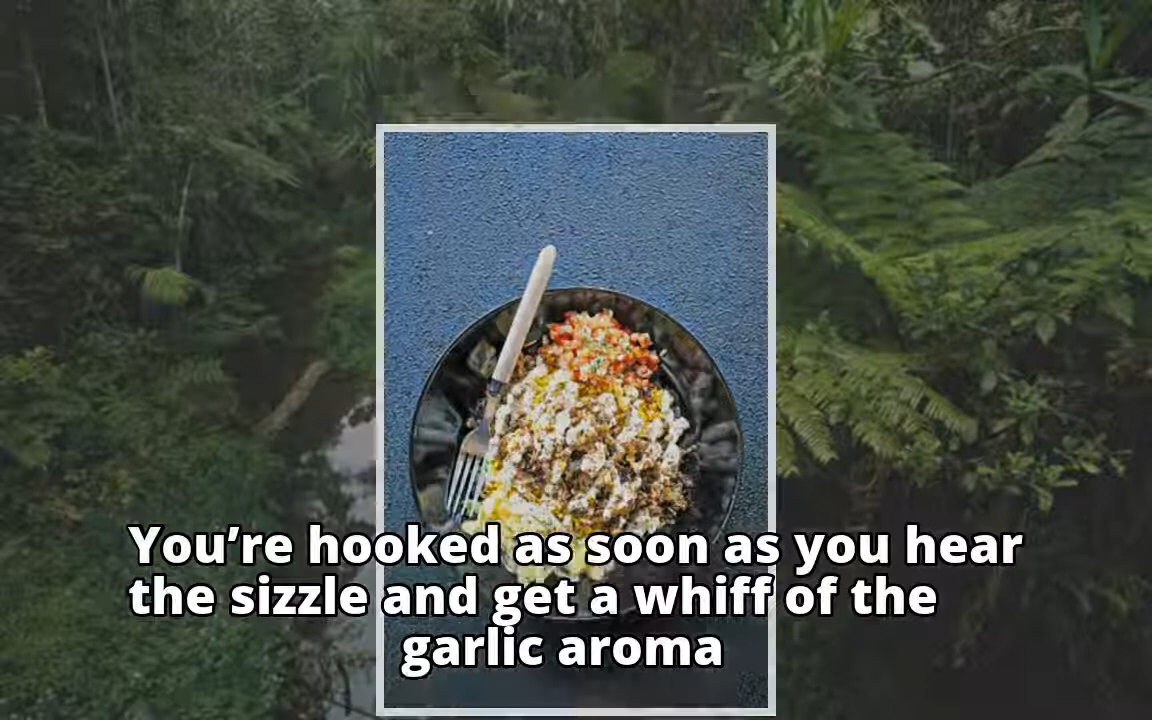 You’re hooked as soon as you hear
the sizzle and get a whiff of the
garlic aroma